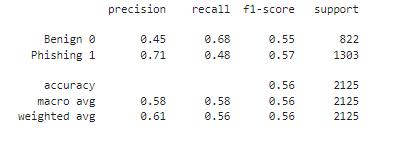 precision recall f1-score support
Benign 0 0.45 0.68 0.55 822
Phishing 1 0.71 0.48 0.57 1303
accuracy 0.56 2125
macro avg 0.58 0.58 0.56 2125
weighted avg 0.61 0.56 0.56 2125